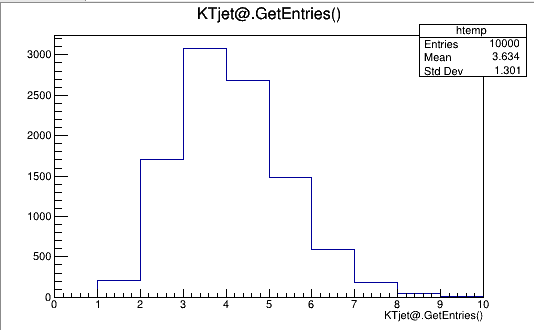 KTjet@.GetEntries()
htemp
Entries 10000
Mean 3.634
Std Dev 1.301
3000
2500
2000
1500
1000
500
0
0 1 2 3 4 5 6 7 8 9 10
KTjet@.GetEntries()